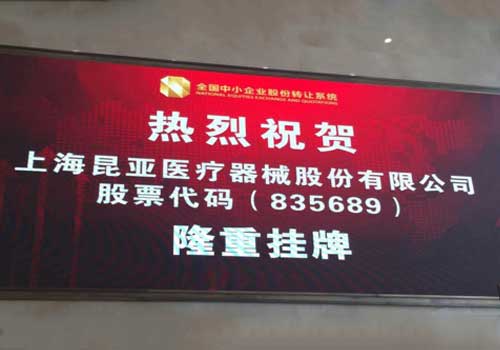 全国中小企业股份转让系统
NATIONAL EQUITIES EXCHANGE AND QUOTATIONS
热烈祝贺
上海昆亚医疗器械股份有限公司
股票代码（835689）
隆重挂牌